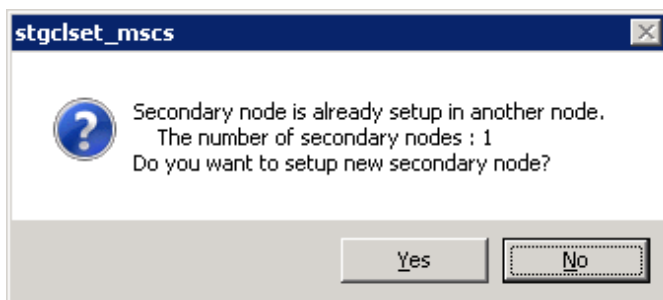 stgclset_mscs
Secondary node is already setup in another node.
The number of secondary nodes : 1
Do you want to setup new secondary node?
Yes
No